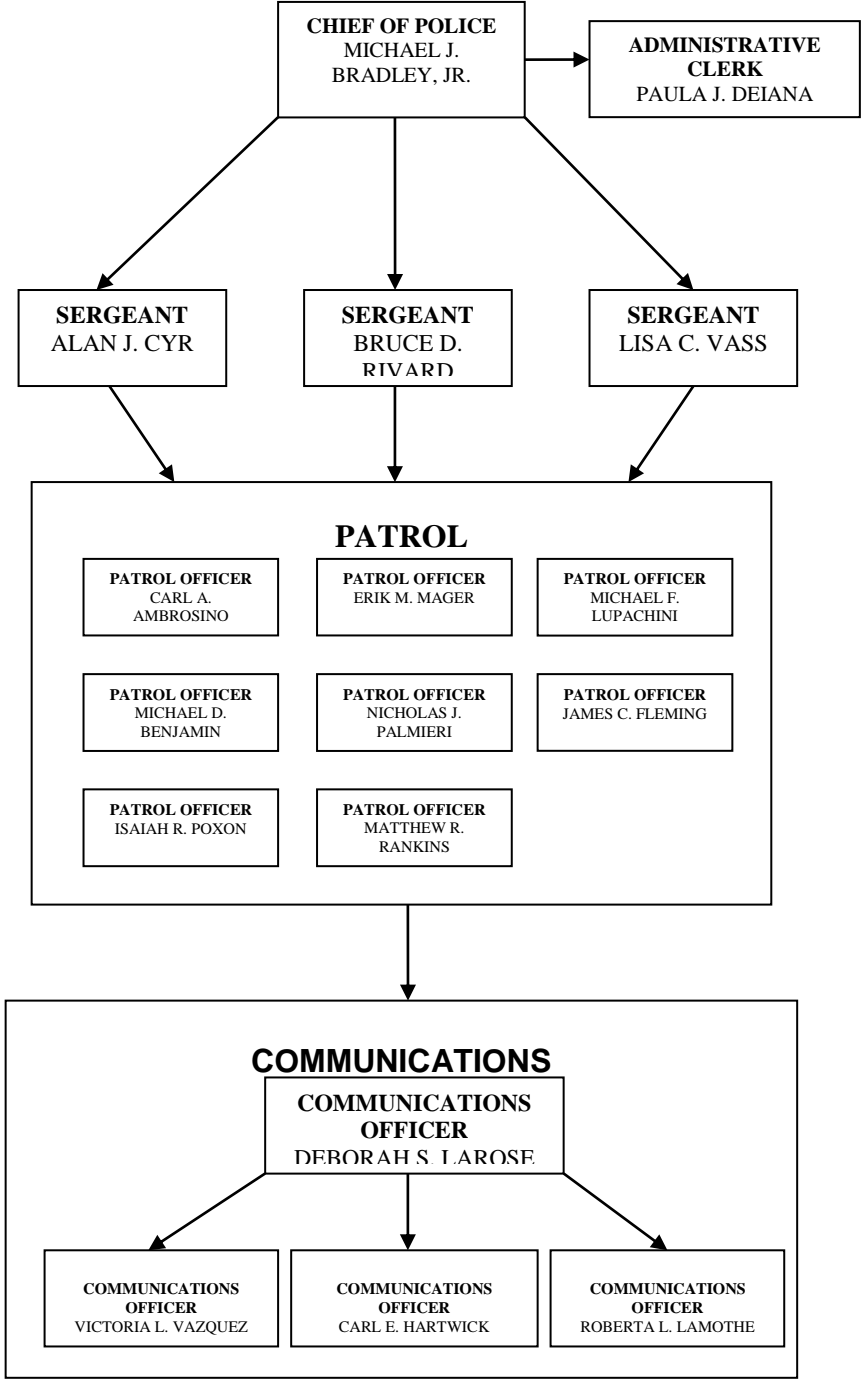 CHIEF OF POLICE
MICHAEL J.
BRADLEY, JR.
ADMINISTRATIVE
CLERK
PAULA J. DEIANA
SERGEANT
ALAN J. CYR
SERGEANT
BRUCE D.
RIVARD
SERGEANT
LISA C. VASS
PATROL
PATROL OFFICER
CARL A.
AMBROSINO
PATROL OFFICER
ERIK M. MAGER
PATROL OFFICER
MICHAEL F.
LUPACHINI
PATROL OFFICER
MICHAEL D.
BENJAMIN
PATROL OFFICER
NICHOLAS J.
PALMIERI
PATROL OFFICER
JAMES C. FLEMING
PATROL OFFICER
ISAIAH R. POXON
PATROL OFFICER
MATTHEW R.
RANKINS
COMMUNICATIONS
COMMUNICATIONS
OFFICER
DEBORAH S. LAROSE
COMMUNICATIONS
OFFICER
VICTORIA L. VAZQUEZ
COMMUNICATIONS
OFFICER
CARL E. HARTWICK
COMMUNICATIONS
OFFICER
ROBERTA L. LAMOTHE